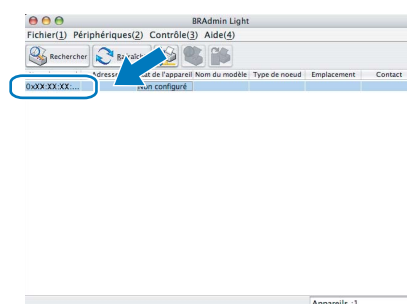 BRAdmin Light
Fichier(1) Périphériques(2) Contrôle(3) Aide(4)
Rechercher
Adresse de l'appareil Nom du modèle Type de noeud Emplacement Contact
0xXX:XX:XX:... Non configuré
Appareils :1